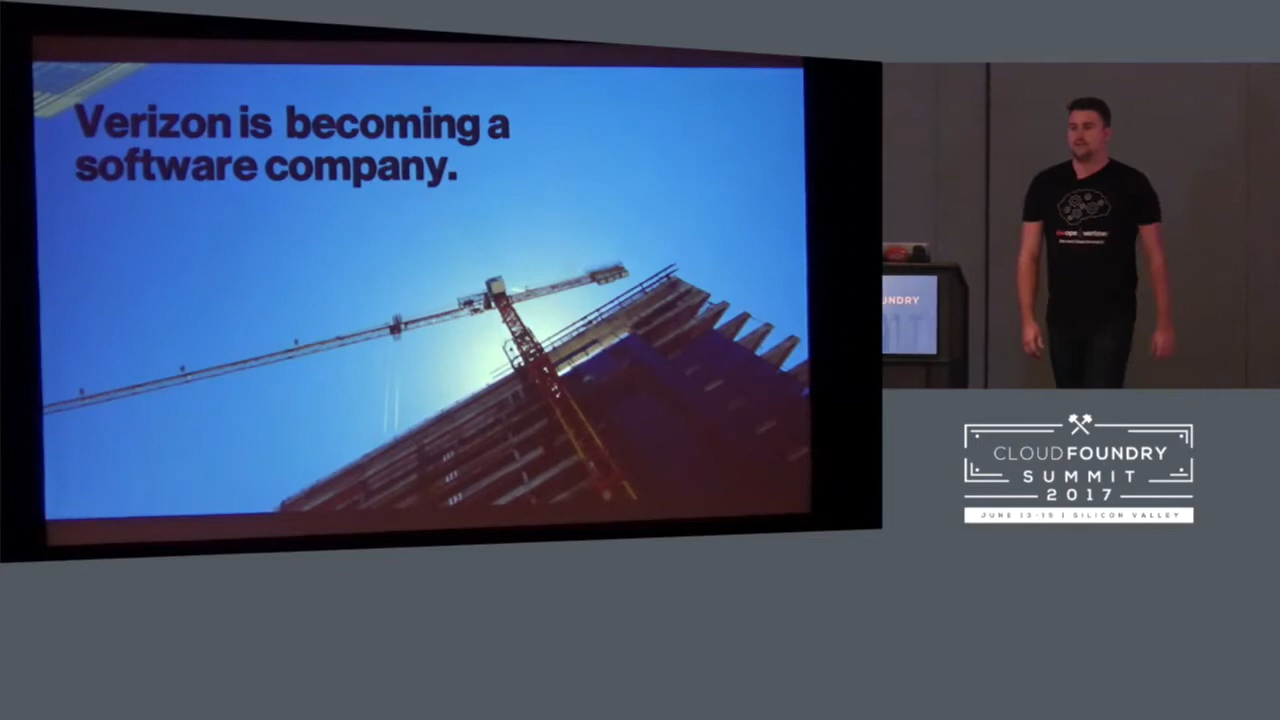 Verizon is becoming a
software company.
UNDRY
CLOUD FOUNDRY
SUMMIT
2017
JUNE 13-15 | SILICON VALLEY